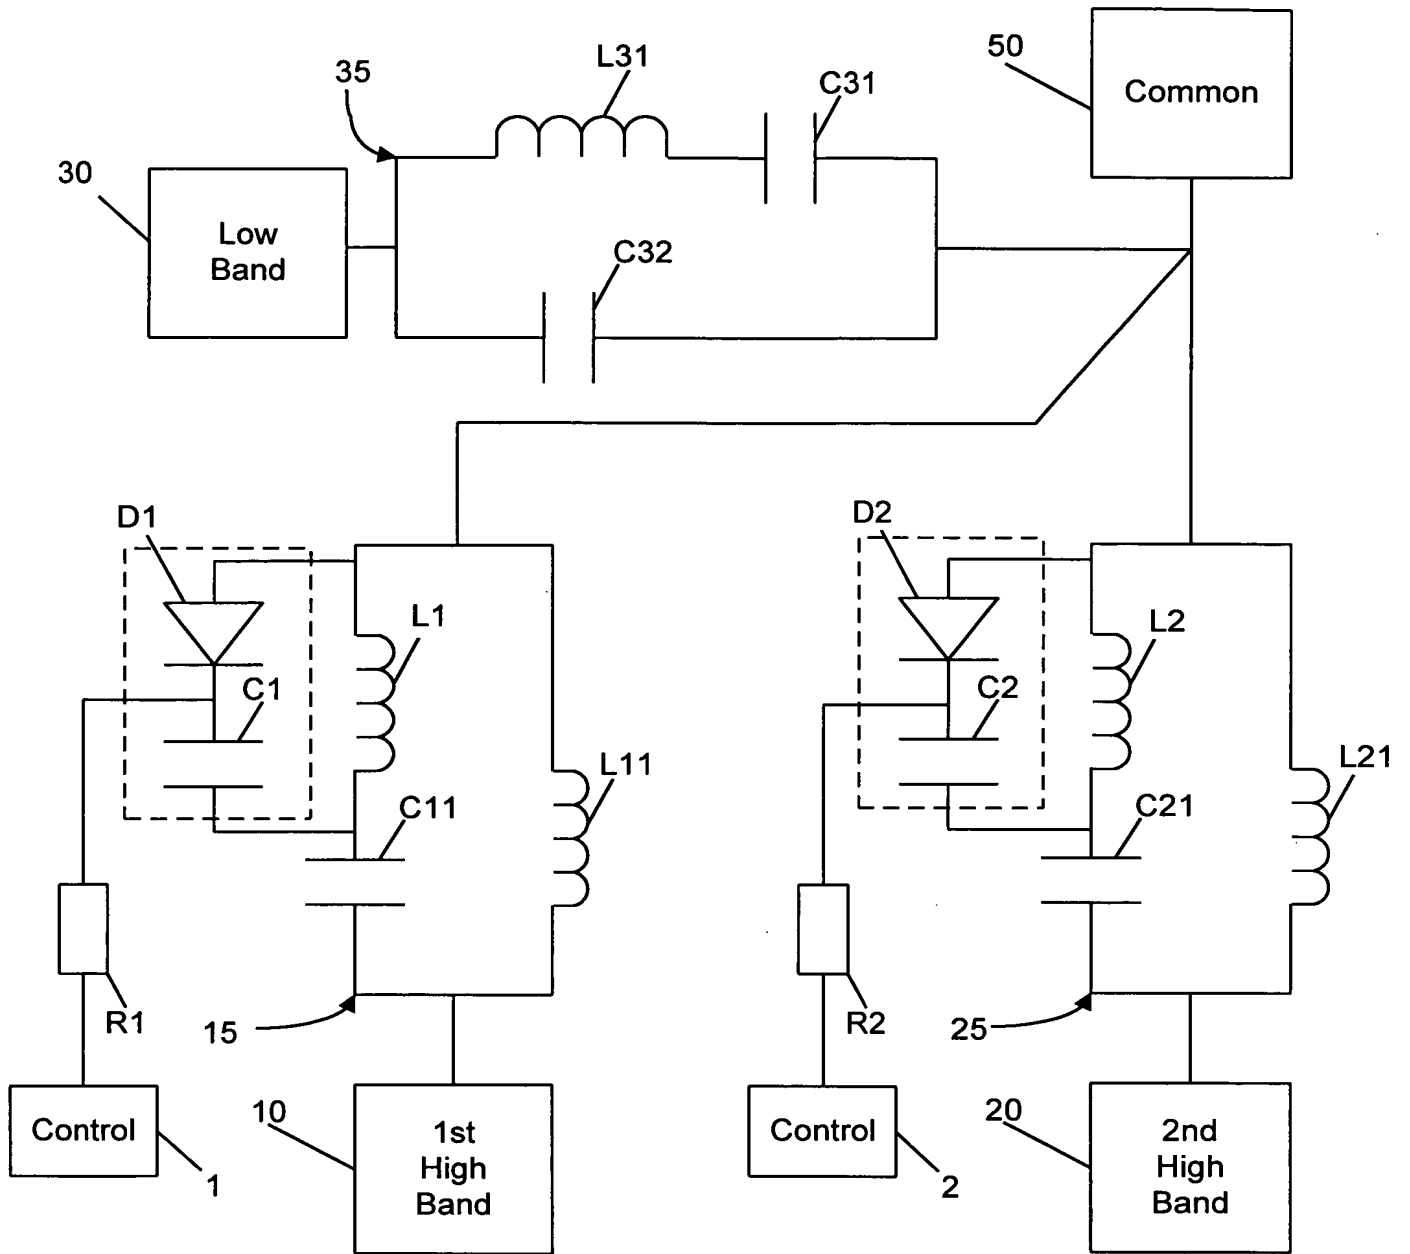 50
Common
L31
35
C31
30
Low
Band
C32
D1
D2
L1
L2
C1
C2
L11
L21
C11
C21
R1
15
R2
25
Control
1
10
1st
High
Band
Control
2
20
2nd
High
Band